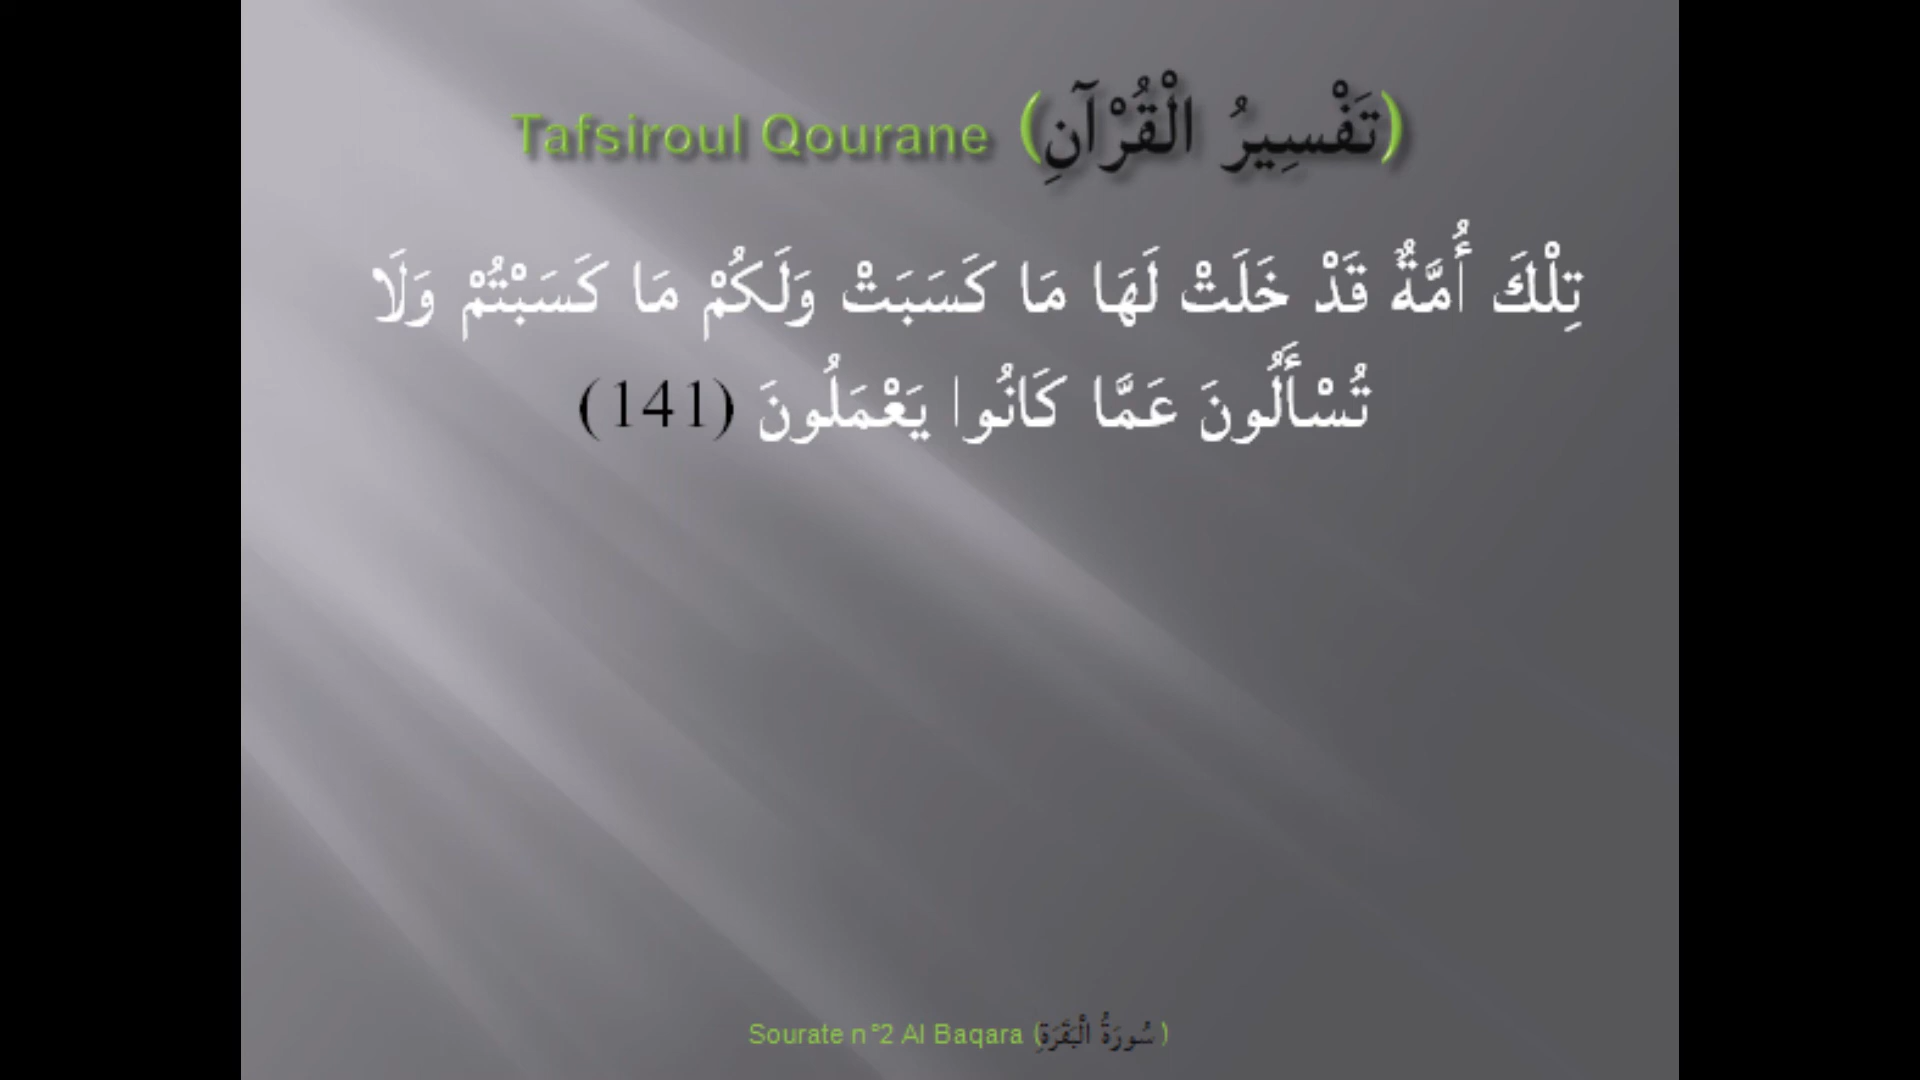 Tafsiroul Qourane (تَفْسِيرُ الْقُرْآنِ)
تِلْكَ أُمَّةٌ قَدْ خَلَتْ لَهَا مَا كَسَبَتْ وَلَكُمْ مَا كَسَبْتُمْ وَلَا
تُسْأَلُونَ عَمَّا كَانُوا يَعْمَلُونَ (141)
Sourate n°2 Al Baqara (سُورَةُ الْبَقَرَةِ)